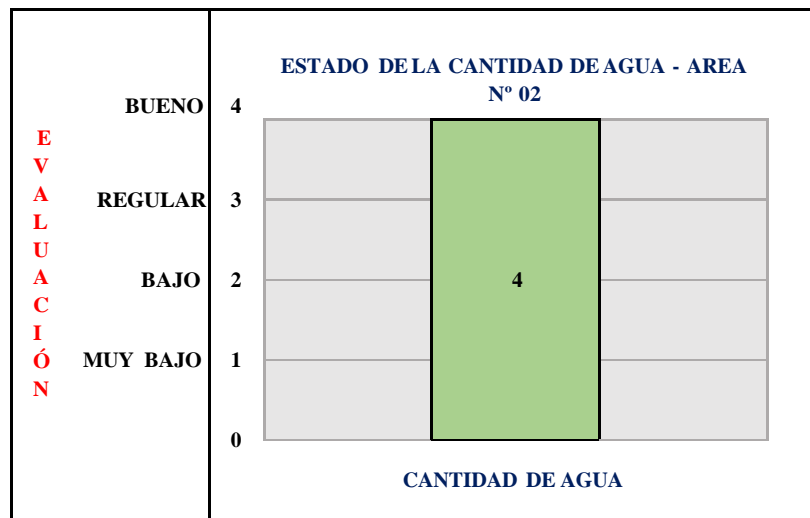 ESTADO DE LA CANTIDAD DE AGUA - AREA
Nº 02
EVALUACIÓN
BUENO 4
REGULAR 3
BAJO 2
MUY BAJO 1
0
4
CANTIDAD DE AGUA